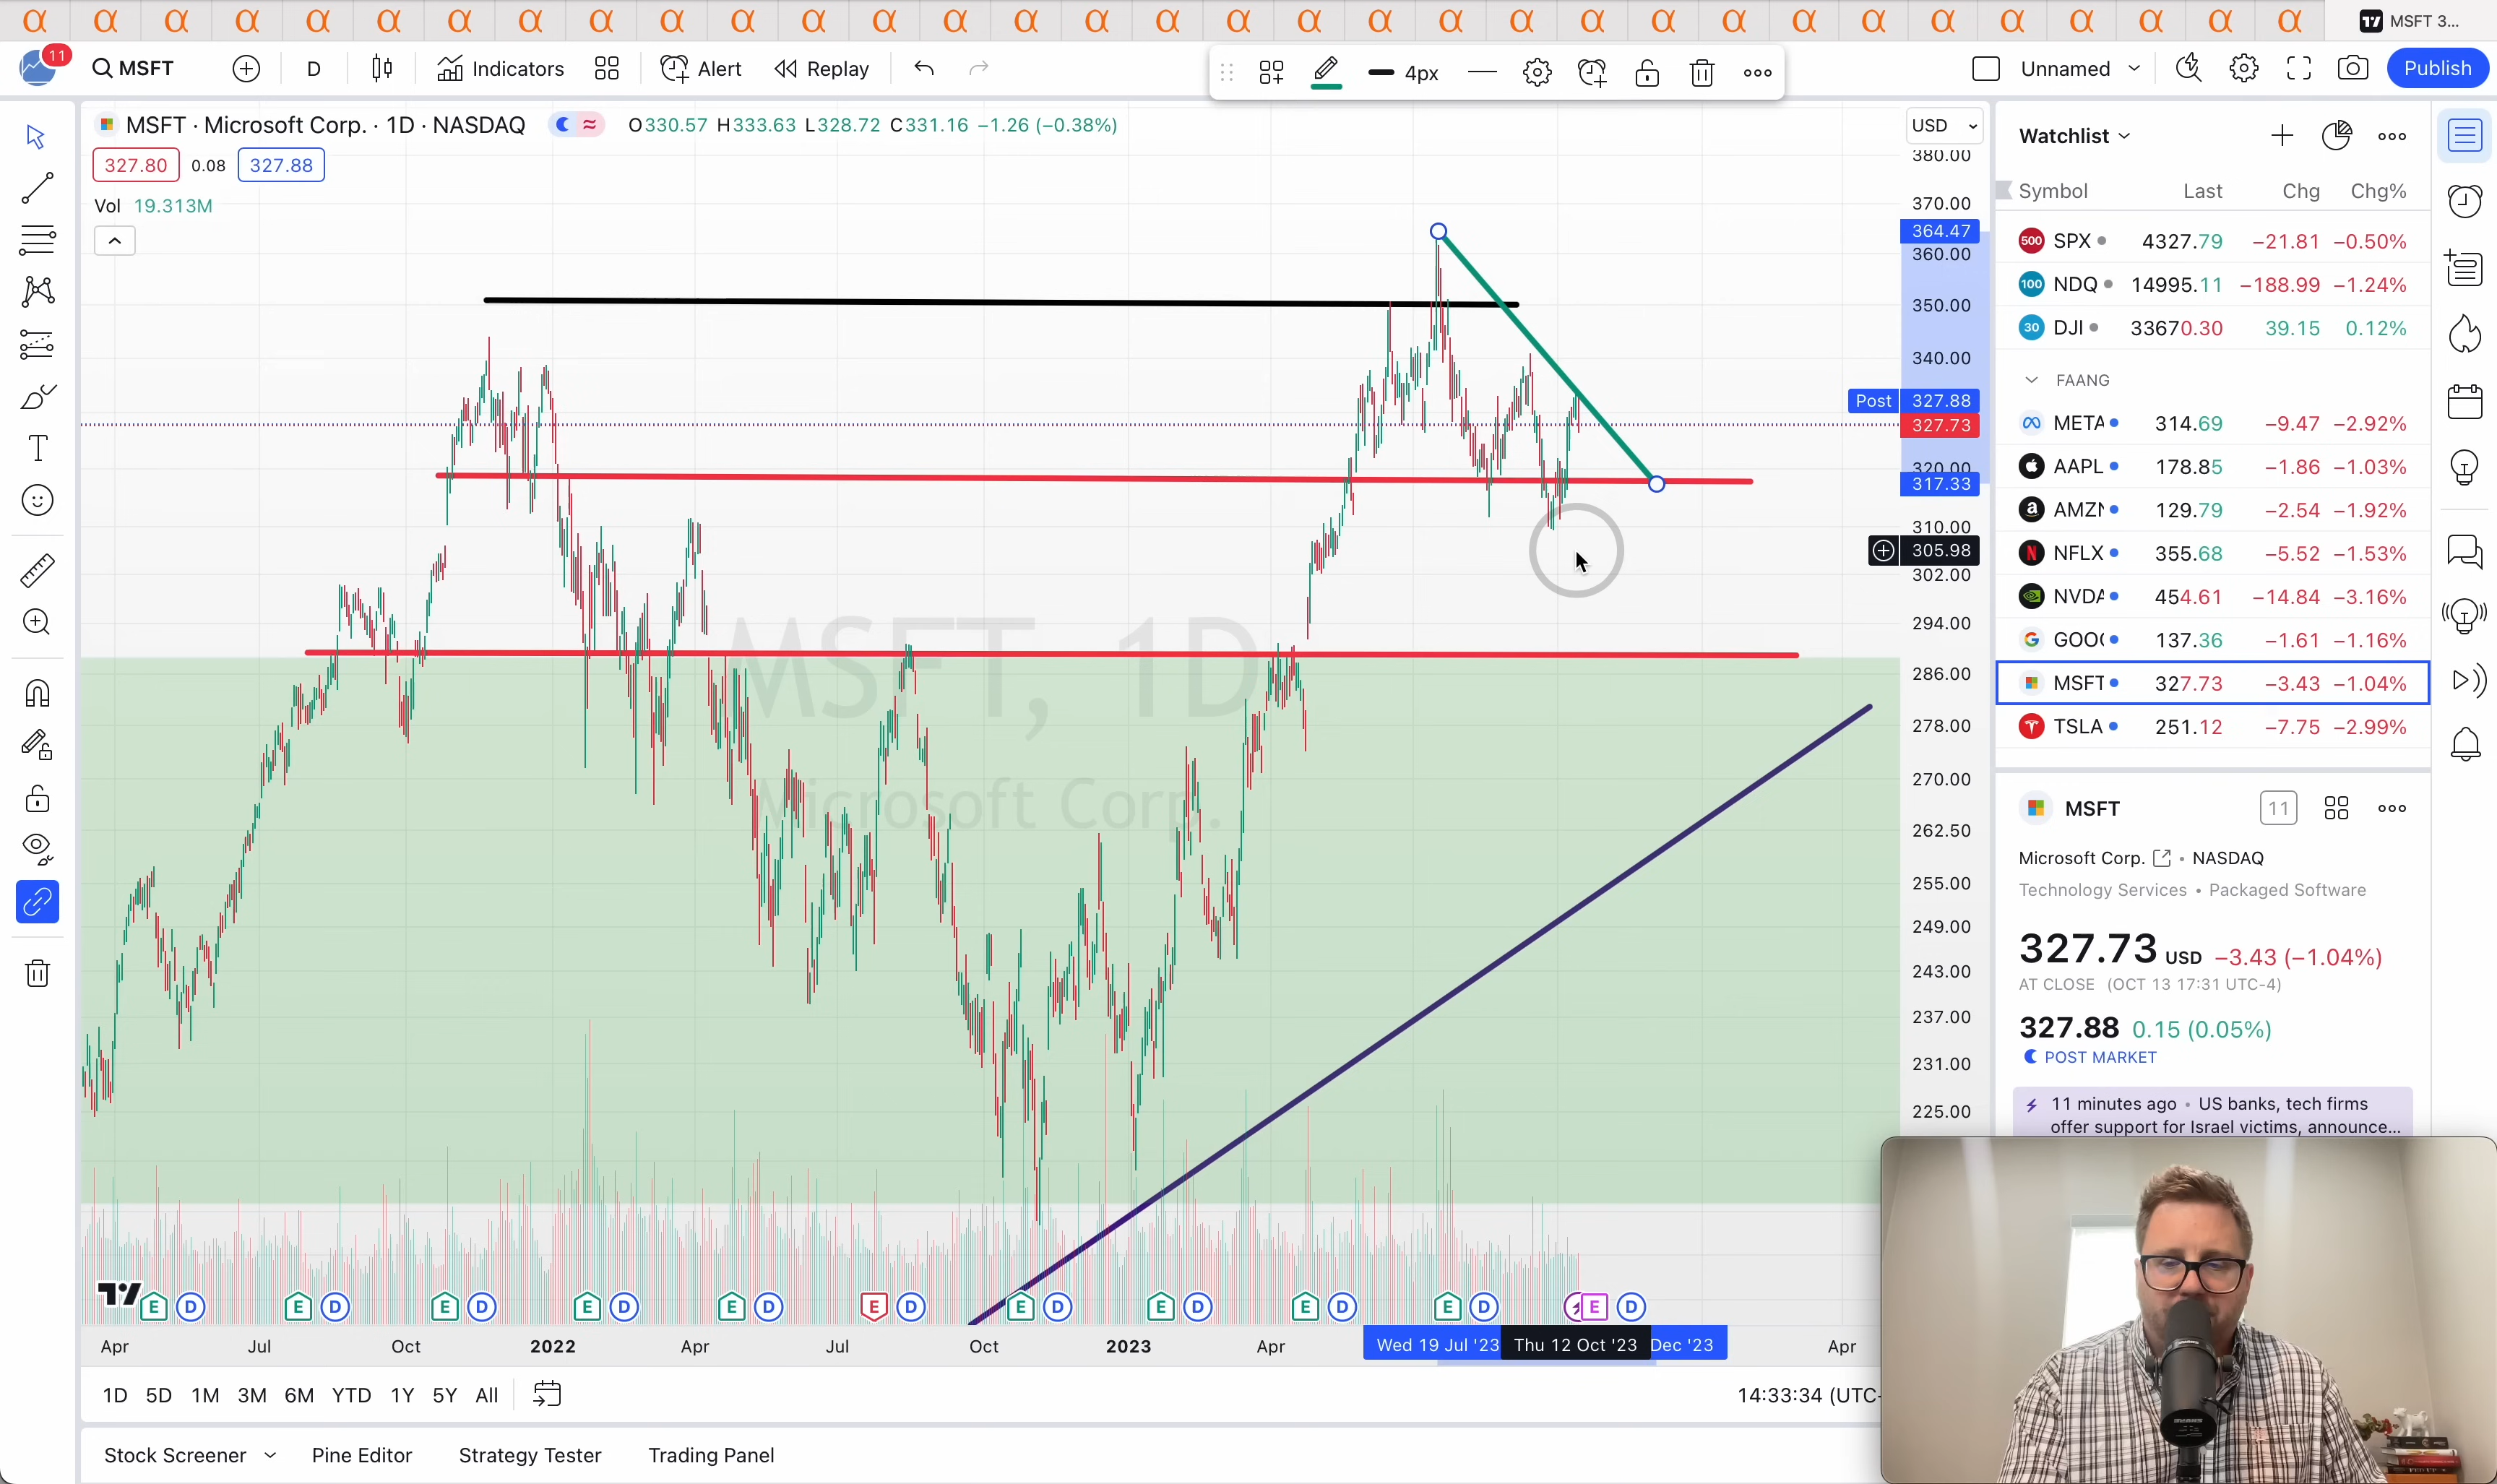 MSFT 3...
11
MSFT
D
Indicators
Alert
Replay
4px
Unnamed
Publish
MSFT · Microsoft Corp. · 1D · NASDAQ
O330.57 H333.63 L328.72 C331.16 −1.26 (−0.38%)
327.80
0.08
327.88
Vol 19.313M
USD
380.00
370.00
364.47
360.00
350.00
340.00
Post 327.88
327.73
320.00
317.33
310.00
305.98
302.00
294.00
286.00
278.00
270.00
262.50
255.00
249.00
243.00
237.00
231.00
225.00
MSFT, 1D
Microsoft Corp.
E D E D E D E D E D E D E D E D E D E D E D
Apr Jul Oct 2022 Apr Jul Oct 2023 Apr Wed 19 Jul '23 Thu 12 Oct '23 Dec '23 Apr
1D 5D 1M 3M 6M YTD 1Y 5Y All
14:33:34 (UTC-
Stock Screener Pine Editor Strategy Tester Trading Panel
Watchlist
Symbol Last Chg Chg%
500 SPX 4327.79 −21.81 −0.50%
100 NDQ 14995.11 −188.99 −1.24%
30 DJI 33670.30 39.15 0.12%
FAANG
META 314.69 −9.47 −2.92%
AAPL 178.85 −1.86 −1.03%
AMZN 129.79 −2.54 −1.92%
NFLX 355.68 −5.52 −1.53%
NVDA 454.61 −14.84 −3.16%
GOOG 137.36 −1.61 −1.16%
MSFT 327.73 −3.43 −1.04%
TSLA 251.12 −7.75 −2.99%
MSFT
11
Microsoft Corp. • NASDAQ
Technology Services • Packaged Software
327.73 USD −3.43 (−1.04%)
AT CLOSE (OCT 13 17:31 UTC-4)
327.88 0.15 (0.05%)
POST MARKET
11 minutes ago • US banks, tech firms
offer support for Israel victims, announce...